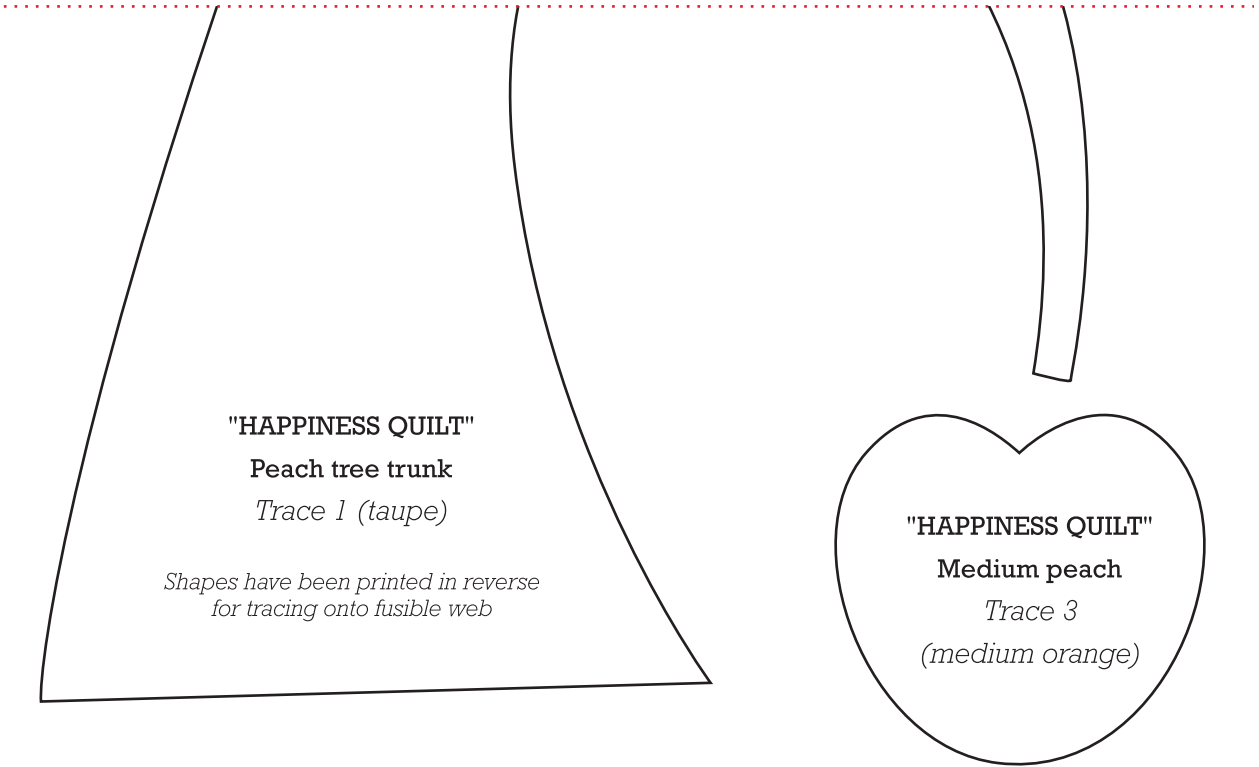 "HAPPINESS QUILT"
Peach tree trunk
Trace 1 (taupe)
Shapes have been printed in reverse
for tracing onto fusible web
"HAPPINESS QUILT"
Medium peach
Trace 3
(medium orange)